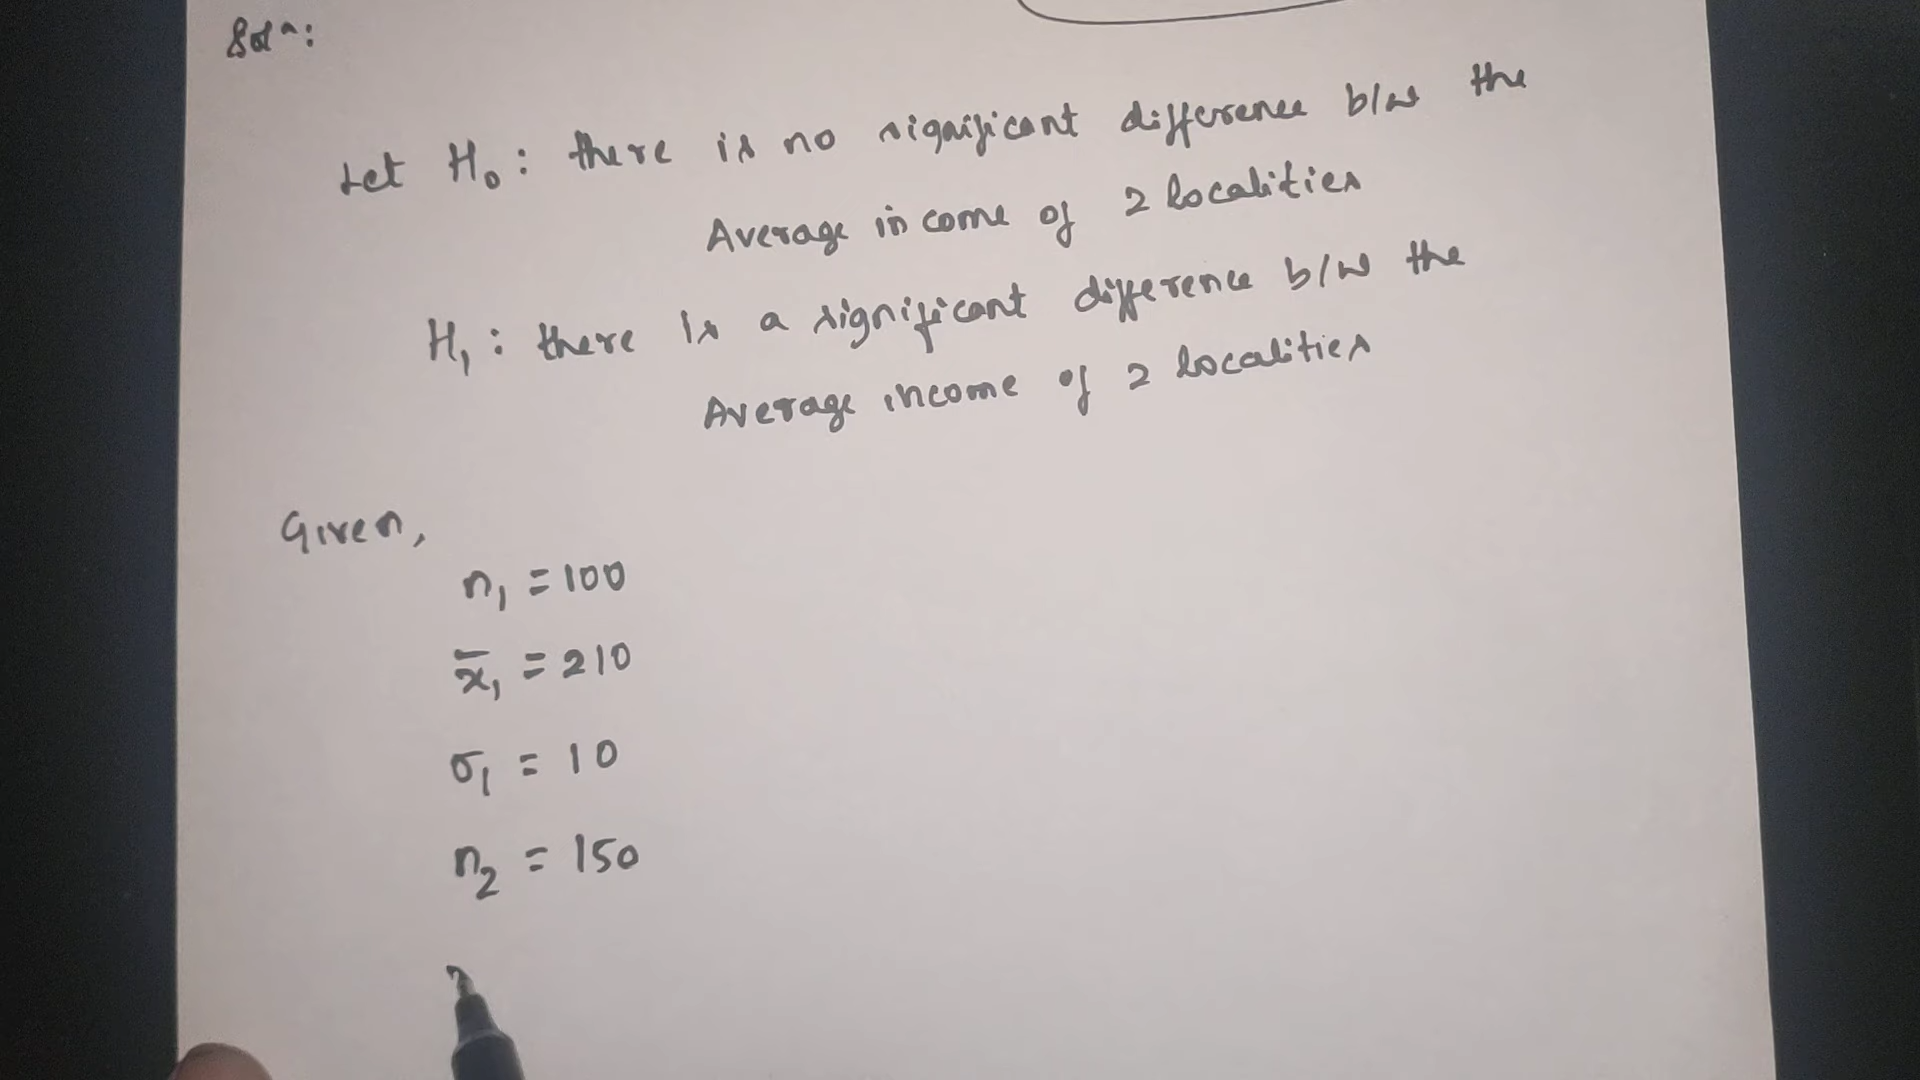 Soln:
Let H₀: there is no significant difference b/w the
Average income of 2 localities
H₁: there is a significant difference b/w the
Average income of 2 localities
Given,
n₁ = 100
x̄₁ = 210
σ₁ = 10
n₂ = 150